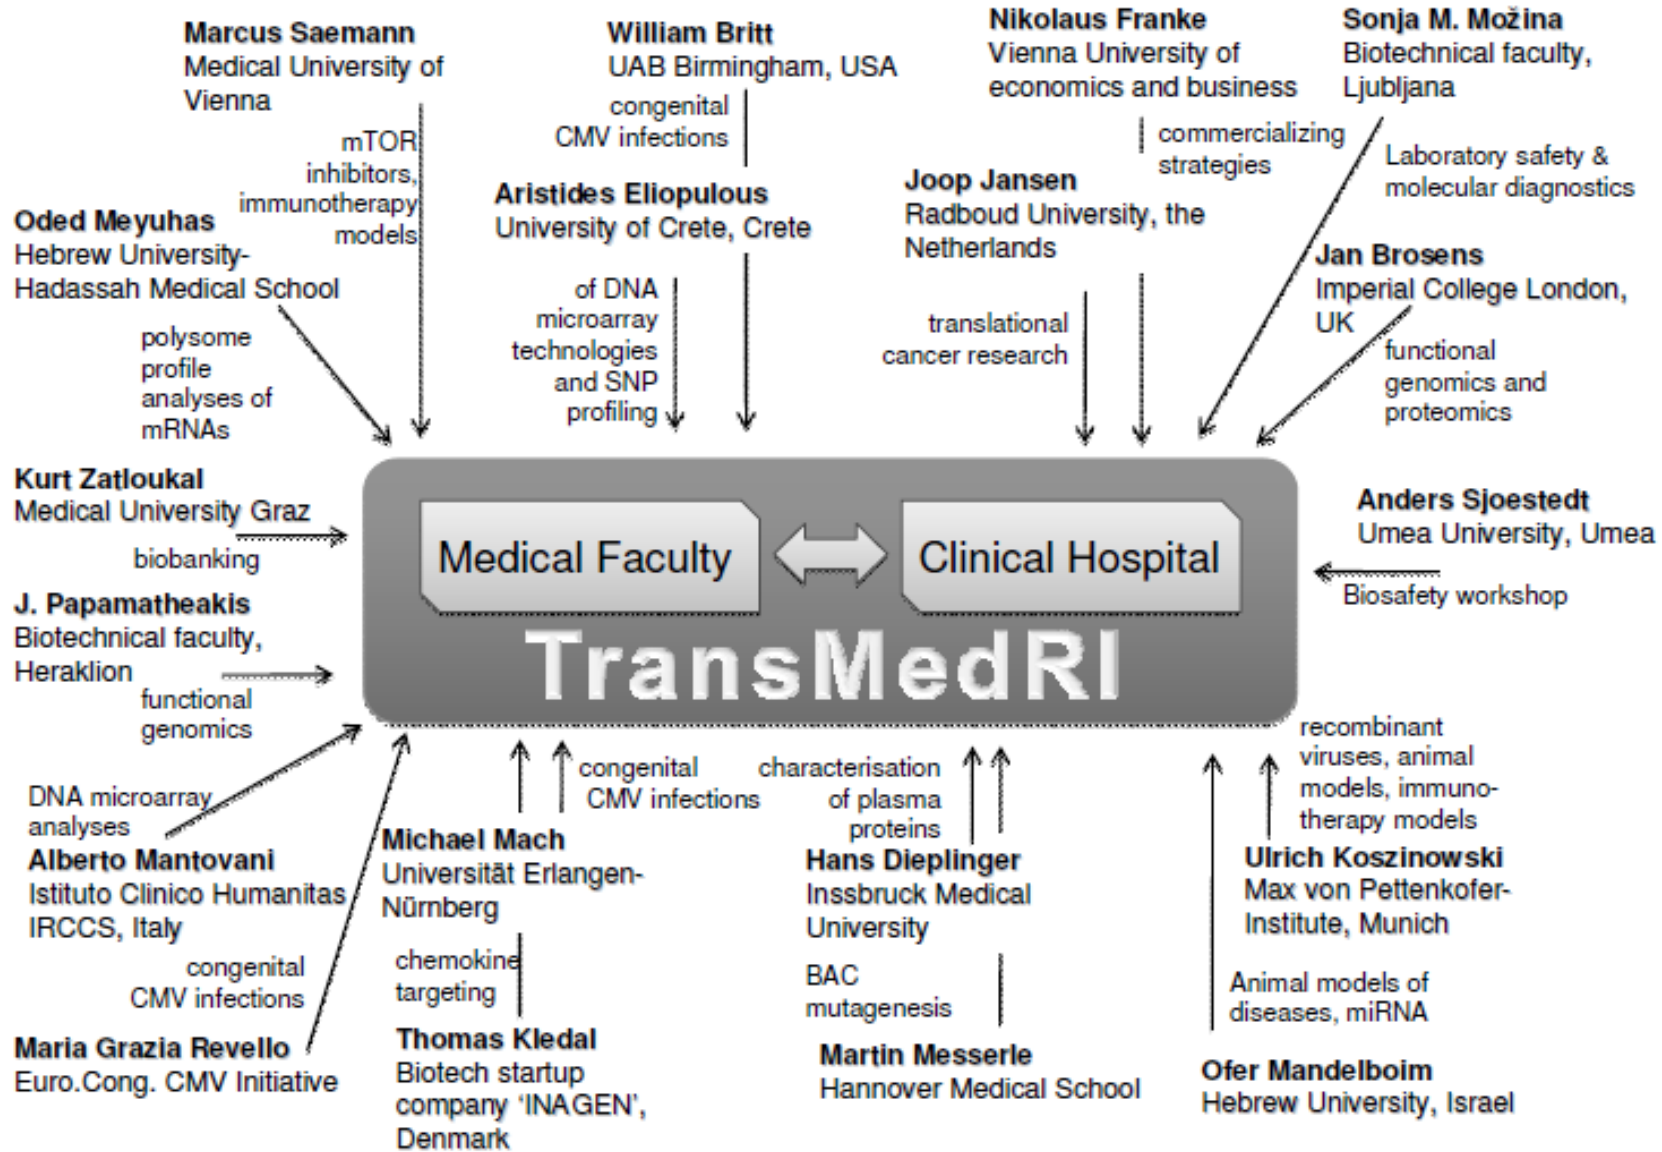 Marcus Saemann
Medical University of
Vienna
mTOR
inhibitors,
immunotherapy
models
William Britt
UAB Birmingham, USA
congenital
CMV infections
Nikolaus Franke
Vienna University of
economics and business
commercializing
strategies
Sonja M. Možina
Biotechnical faculty,
Ljubljana
Laboratory safety &
molecular diagnostics
Oded Meyuhas
Hebrew University-
Hadassah Medical School
polysome
profile
analyses of
mRNAs
Aristides Eliopulous
University of Crete, Crete
of DNA
microarray
technologies
and SNP
profiling
Joop Jansen
Radboud University, the
Netherlands
translational
cancer research
Jan Brosens
Imperial College London,
UK
functional
genomics and
proteomics
Kurt Zatloukal
Medical University Graz
biobanking
Anders Sjoestedt
Umea University, Umea
Biosafety workshop
Medical Faculty
Clinical Hospital
TransMedRI
J. Papamatheakis
Biotechnical faculty,
Heraklion
functional
genomics
DNA microarray
analyses
Alberto Mantovani
Istituto Clinico Humanitas
IRCCS, Italy
congenital
CMV infections
Maria Grazia Revello
Euro.Cong. CMV Initiative
congenital
CMV infections
Michael Mach
Universität Erlangen-
Nürnberg
chemokine
targeting
Thomas Kledal
Biotech startup
company ‘INAGEN’,
Denmark
characterisation
of plasma
proteins
Hans Dieplinger
Inssbruck Medical
University
BAC
mutagenesis
Martin Messerle
Hannover Medical School
recombinant
viruses, animal
models, immuno-
therapy models
Ulrich Koszinowski
Max von Pettenkofer-
Institute, Munich
Animal models of
diseases, miRNA
Ofer Mandelboim
Hebrew University, Israel